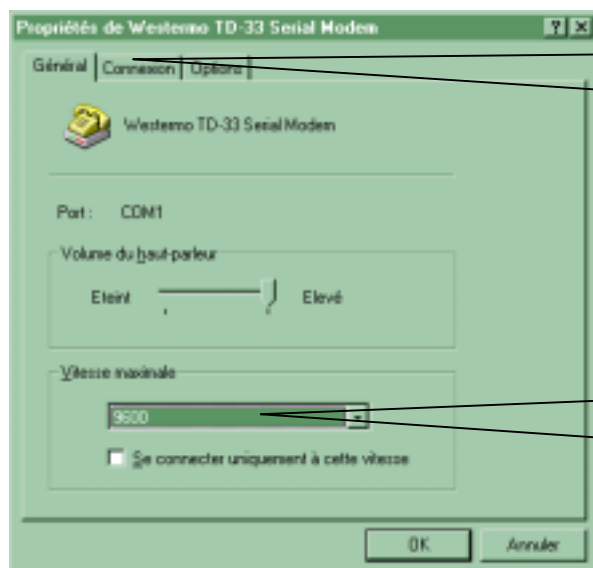 Propriétés de Westermo TD-33 Serial Modem
Général Connexion Options
Westermo TD-33 Serial Modem
Port : COM1
Volume du haut-parleur
Eteint Elevé
Vitesse maximale
9600
Se connecter uniquement à cette vitesse
OK Annuler